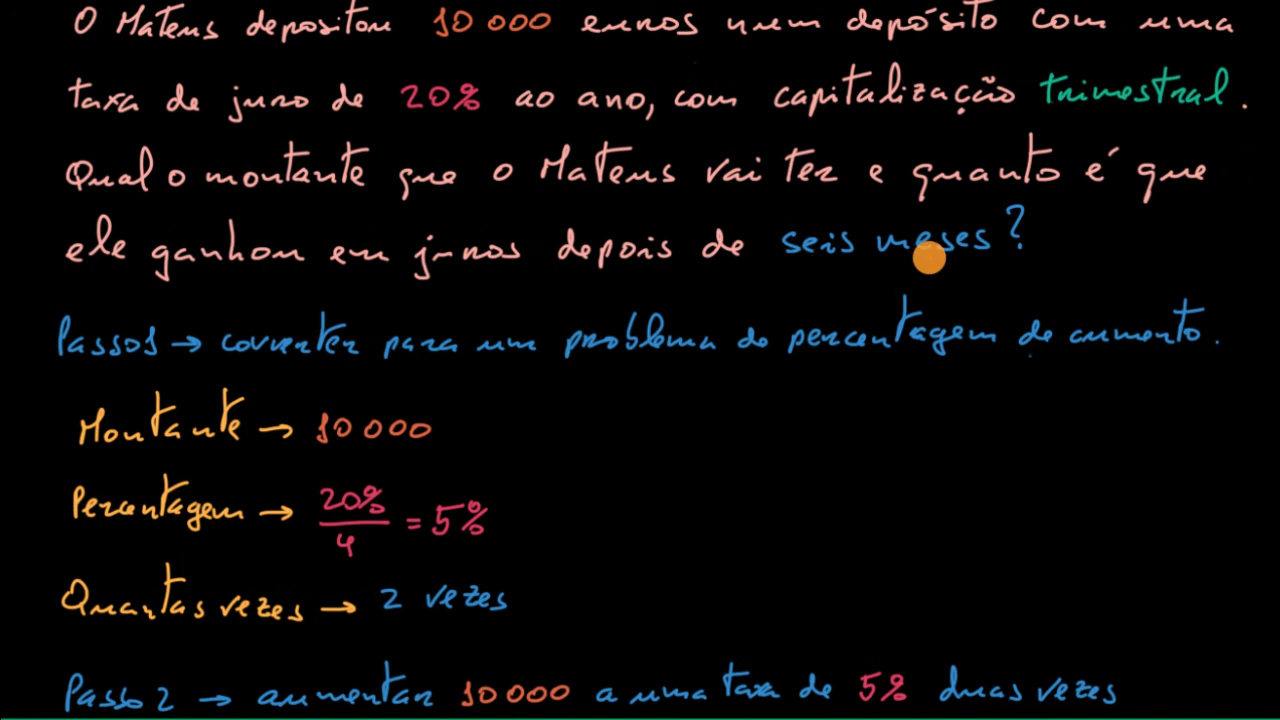 O Mateus depositou 10 000 euros num depósito com uma
taxa de juro de 20% ao ano, com capitalização trimestral.
Qual o montante que o Mateus vai ter e quanto é que
ele ganhou em juros depois de seis meses?
Passo1 → converter para um problema de percentagem de aumento.
Montante → 10 000
Percentagem → 20%/4 = 5%
Quantas vezes → 2 vezes
Passo 2 → aumentar 10 000 a uma taxa de 5% duas vezes